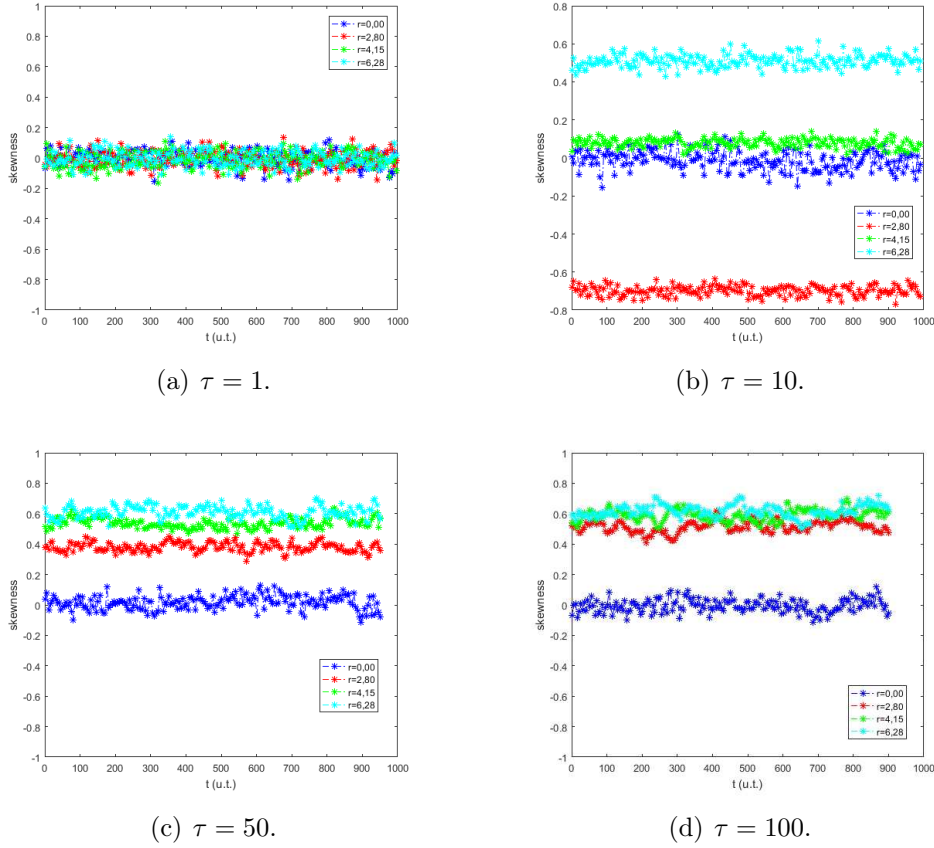 r=0,00
r=2,80
r=4,15
r=6,28
1
0.8
0.6
0.4
0.2
0
-0.2
-0.4
-0.6
-0.8
-1
skewness
0 100 200 300 400 500 600 700 800 900 1000
t (u.t.)
(a) τ = 1.
0.8
0.6
0.4
0.2
0
-0.2
-0.4
-0.6
-0.8
skewness
r=0,00
r=2,80
r=4,15
r=6,28
0 100 200 300 400 500 600 700 800 900 1000
t (u.t.)
(b) τ = 10.
1
0.8
0.6
0.4
0.2
0
-0.2
-0.4
-0.6
-0.8
-1
skewness
r=0,00
r=2,80
r=4,15
r=6,28
0 100 200 300 400 500 600 700 800 900 1000
t (u.t.)
(c) τ = 50.
1
0.8
0.6
0.4
0.2
0
-0.2
-0.4
-0.6
-0.8
-1
skewness
r=0,00
r=2,80
r=4,15
r=6,28
0 100 200 300 400 500 600 700 800 900 1000
t (u.t.)
(d) τ = 100.